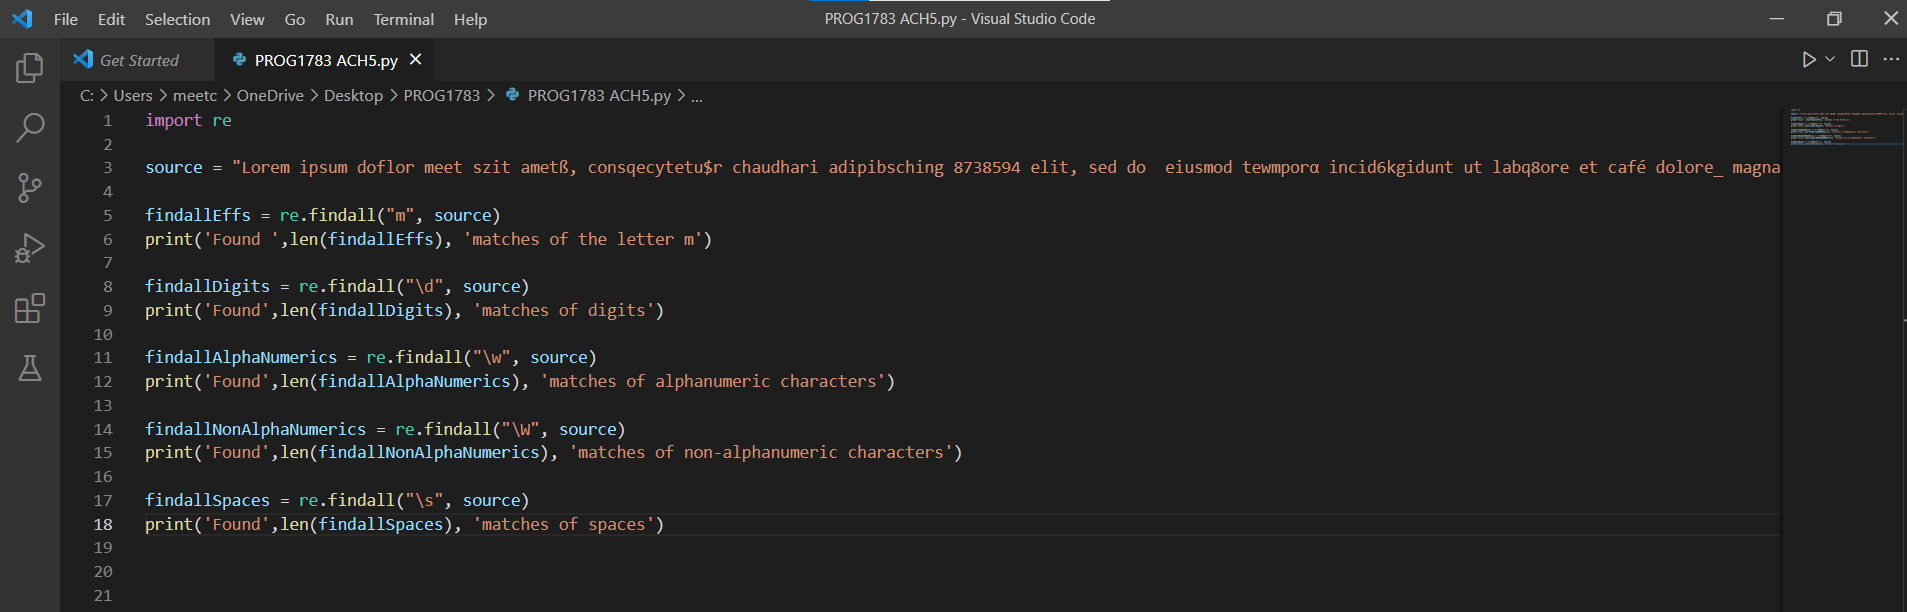 File Edit Selection View Go Run Terminal Help PROG1783 ACH5.py - Visual Studio Code
Get Started PROG1783 ACH5.py
C: > Users > meetc > OneDrive > Desktop > PROG1783 > PROG1783 ACH5.py > ...
1 import re
2
3 source = "Lorem ipsum doflor meet szit ametß, consqecytetu$r chaudhari adipibsching 8738594 elit, sed do  eiusmod tewmporα incid6kgidunt ut labq8ore et café dolore_ magna
4
5 findallEffs = re.findall("m", source)
6 print('Found ',len(findallEffs), 'matches of the letter m')
7
8 findallDigits = re.findall("\d", source)
9 print('Found',len(findallDigits), 'matches of digits')
10
11 findallAlphaNumerics = re.findall("\w", source)
12 print('Found',len(findallAlphaNumerics), 'matches of alphanumeric characters')
13
14 findallNonAlphaNumerics = re.findall("\W", source)
15 print('Found',len(findallNonAlphaNumerics), 'matches of non-alphanumeric characters')
16
17 findallSpaces = re.findall("\s", source)
18 print('Found',len(findallSpaces), 'matches of spaces')
19
20
21